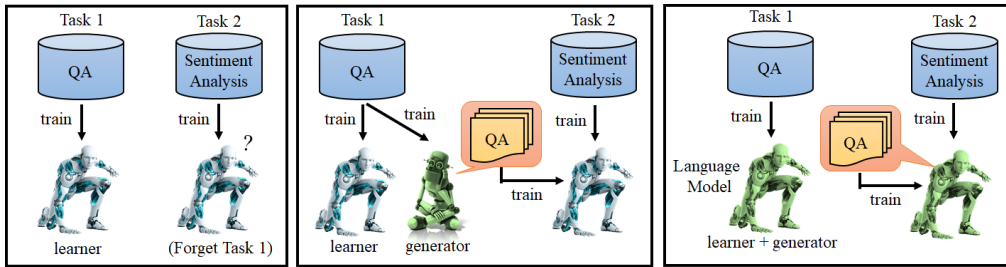 Task 1
Task 2
QA
Sentiment
Analysis
train
train
?
learner
(Forget Task 1)
Task 1
Task 2
QA
Sentiment
Analysis
train
train
QA
train
train
learner
generator
Task 1
Task 2
QA
Sentiment
Analysis
train
QA
train
Language
Model
train
learner + generator